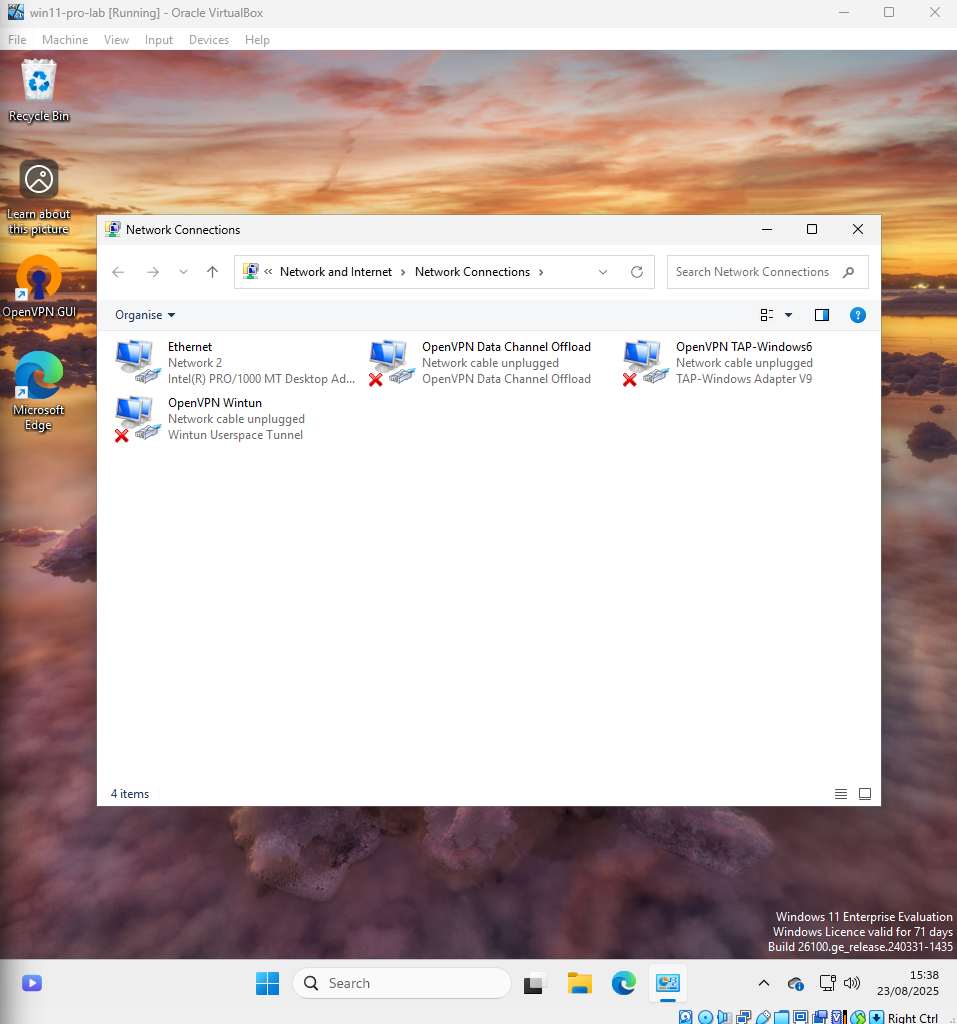 win11-pro-lab [Running] - Oracle VirtualBox
File Machine View Input Devices Help
Recycle Bin
Learn about
this picture
OpenVPN GUI
Microsoft
Edge
Network Connections
« Network and Internet › Network Connections ›
Search Network Connections
Organise
Ethernet
Network 2
Intel(R) PRO/1000 MT Desktop Ad...
OpenVPN Data Channel Offload
Network cable unplugged
OpenVPN Data Channel Offload
OpenVPN TAP-Windows6
Network cable unplugged
TAP-Windows Adapter V9
OpenVPN Wintun
Network cable unplugged
Wintun Userspace Tunnel
4 items
Windows 11 Enterprise Evaluation
Windows Licence valid for 71 days
Build 26100.ge_release.240331-1435
Search
15:38
23/08/2025
Right Ctrl